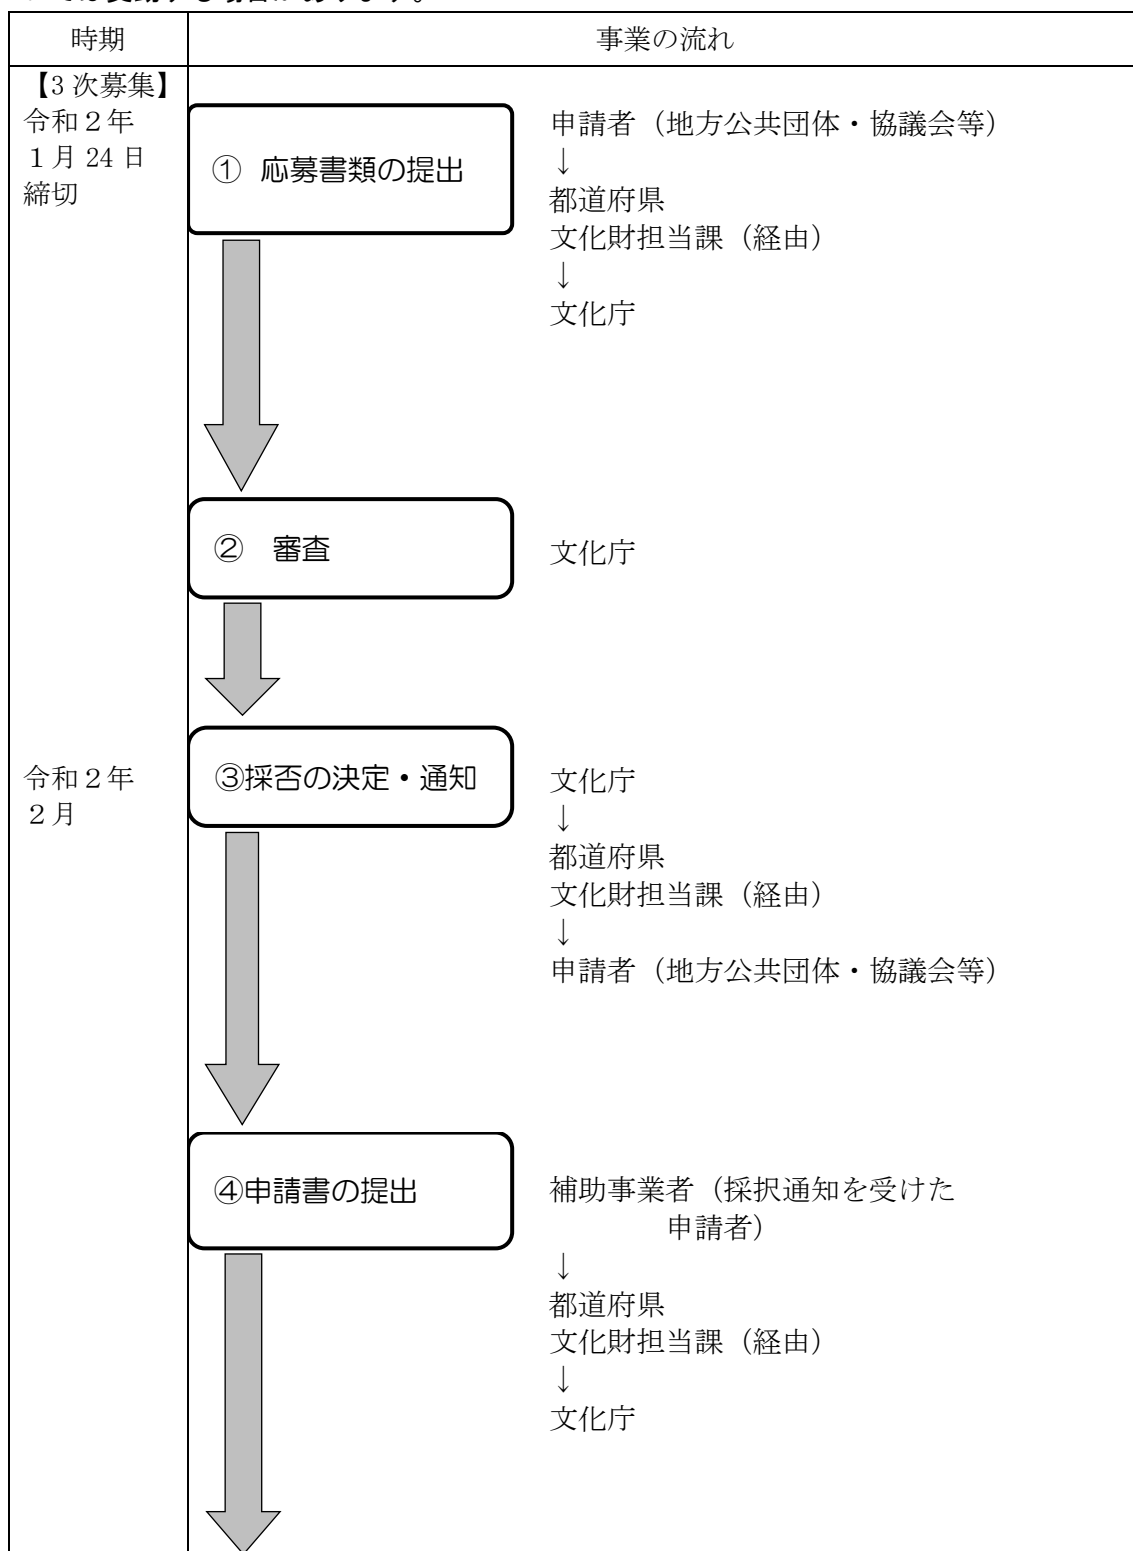 時期
事業の流れ
【3 次募集】
令和２年
１月 24 日
締切
① 応募書類の提出
申請者（地方公共団体・協議会等）
↓
都道府県
文化財担当課（経由）
↓
文化庁
② 審査
文化庁
令和２年
２月
③採否の決定・通知
文化庁
↓
都道府県
文化財担当課（経由）
↓
申請者（地方公共団体・協議会等）
④申請書の提出
補助事業者（採択通知を受けた
申請者）
↓
都道府県
文化財担当課（経由）
↓
文化庁